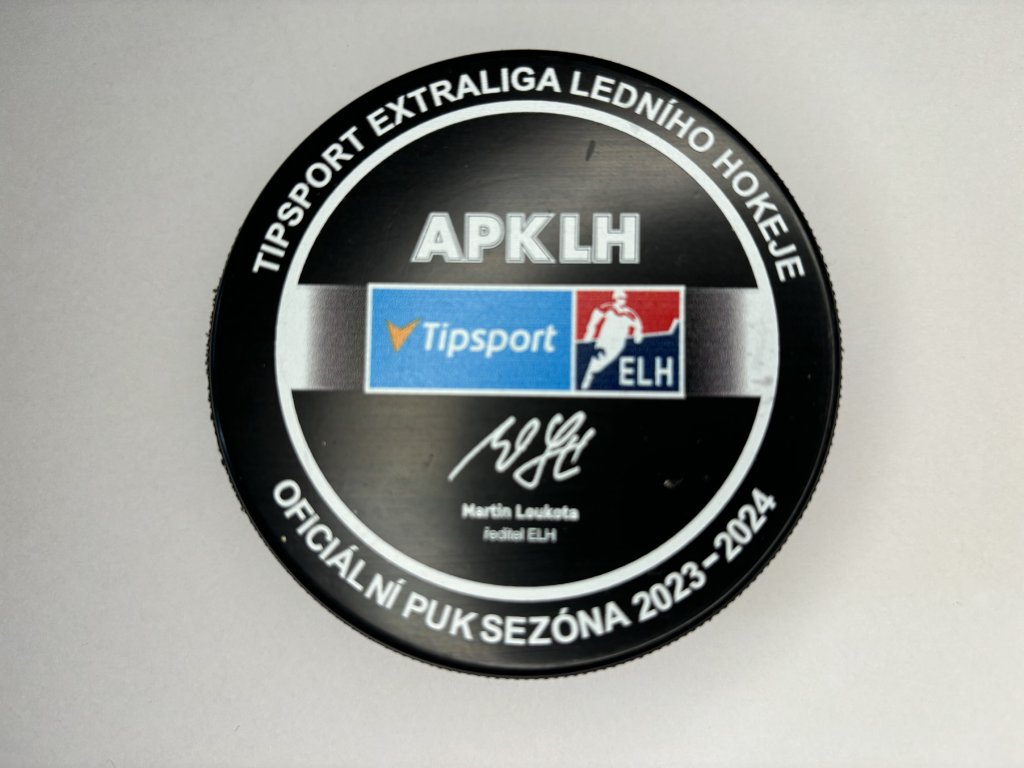 TIPSPORT EXTRALIGA LEDNÍHO HOKEJE
APKLH
Tipsport
ELH
Martin Loukota
ředitel ELH
OFICIÁLNÍ PUK SEZÓNA 2023-2024